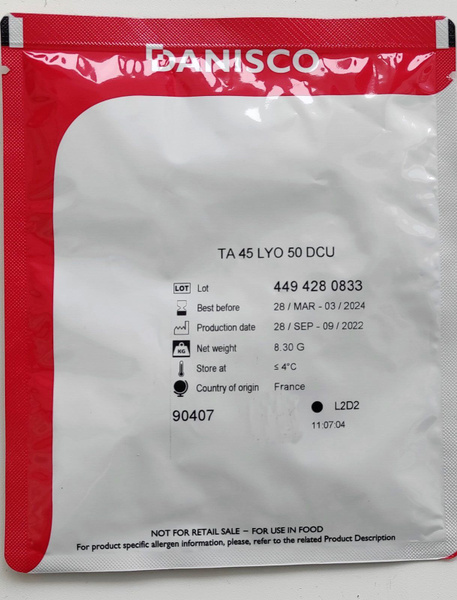 DANISCO
TA 45 LYO 50 DCU
LOT Lot 449 428 0833
Best before 28 / MAR - 03 / 2024
Production date 28 / SEP - 09 / 2022
KG Net weight 8.30 G
Store at ≤ 4°C
Country of origin France
90407 L2D2
11:07:04
NOT FOR RETAIL SALE – FOR USE IN FOOD
For product specific allergen information, please, refer to the related Product Description